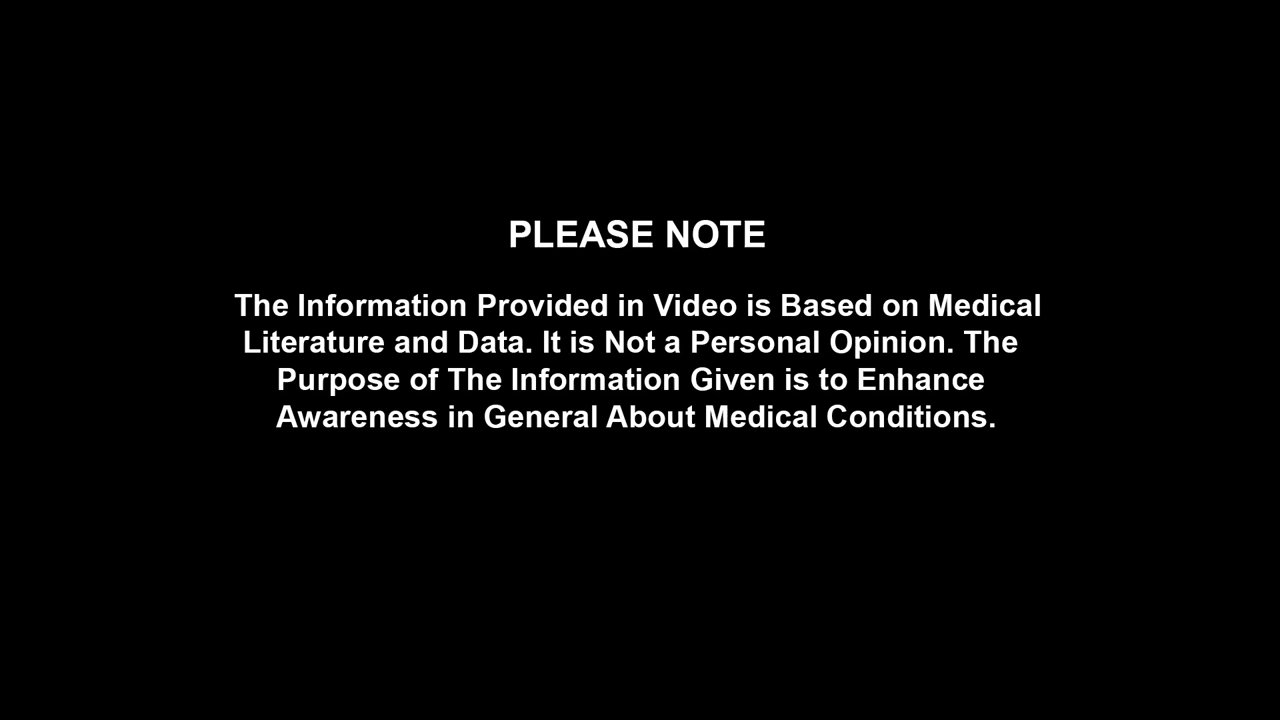 PLEASE NOTE
The Information Provided in Video is Based on Medical
Literature and Data. It is Not a Personal Opinion. The
Purpose of The Information Given is to Enhance
Awareness in General About Medical Conditions.